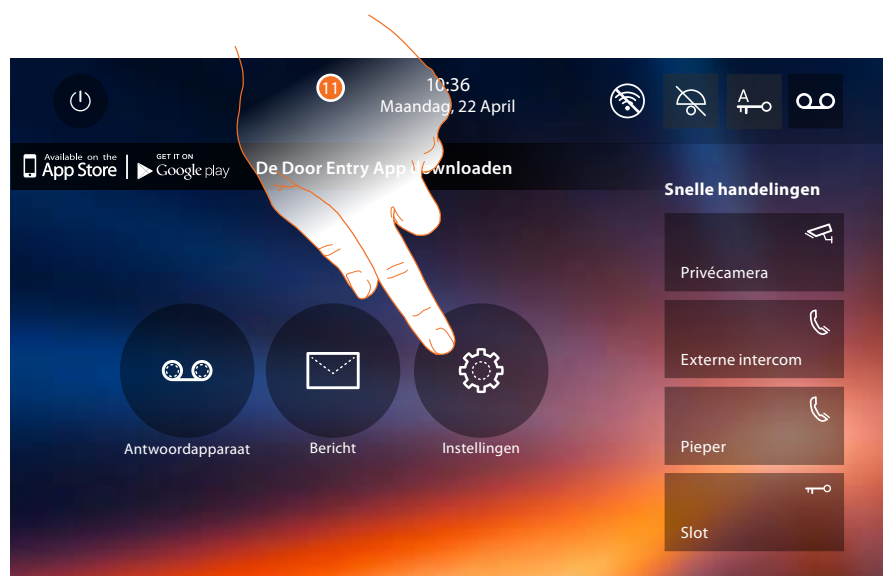 11
10:36
Maandag, 22 April
A
Available on the
App Store
GET IT ON
Google play
De Door Entry App downloaden
Snelle handelingen
Privécamera
Externe intercom
Pieper
Slot
Antwoordapparaat
Bericht
Instellingen